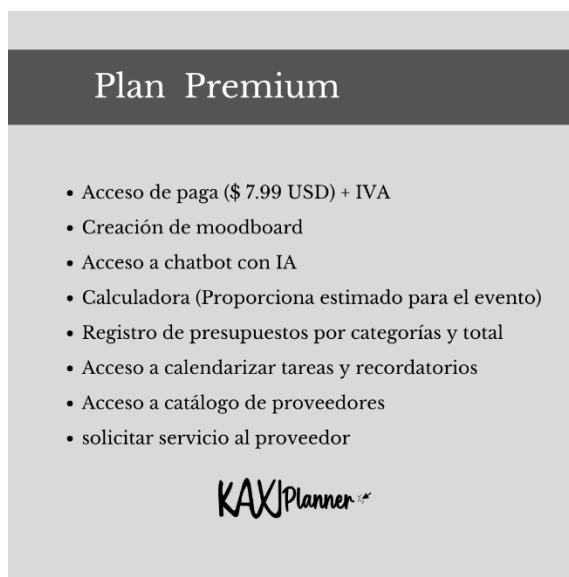 Plan Premium
• Acceso de paga ($ 7.99 USD) + IVA
• Creación de moodboard
• Acceso a chatbot con IA
• Calculadora (Proporciona estimado para el evento)
• Registro de presupuestos por categorías y total
• Acceso a calendarizar tareas y recordatorios
• Acceso a catálogo de proveedores
• solicitar servicio al proveedor
KAXJPlanner